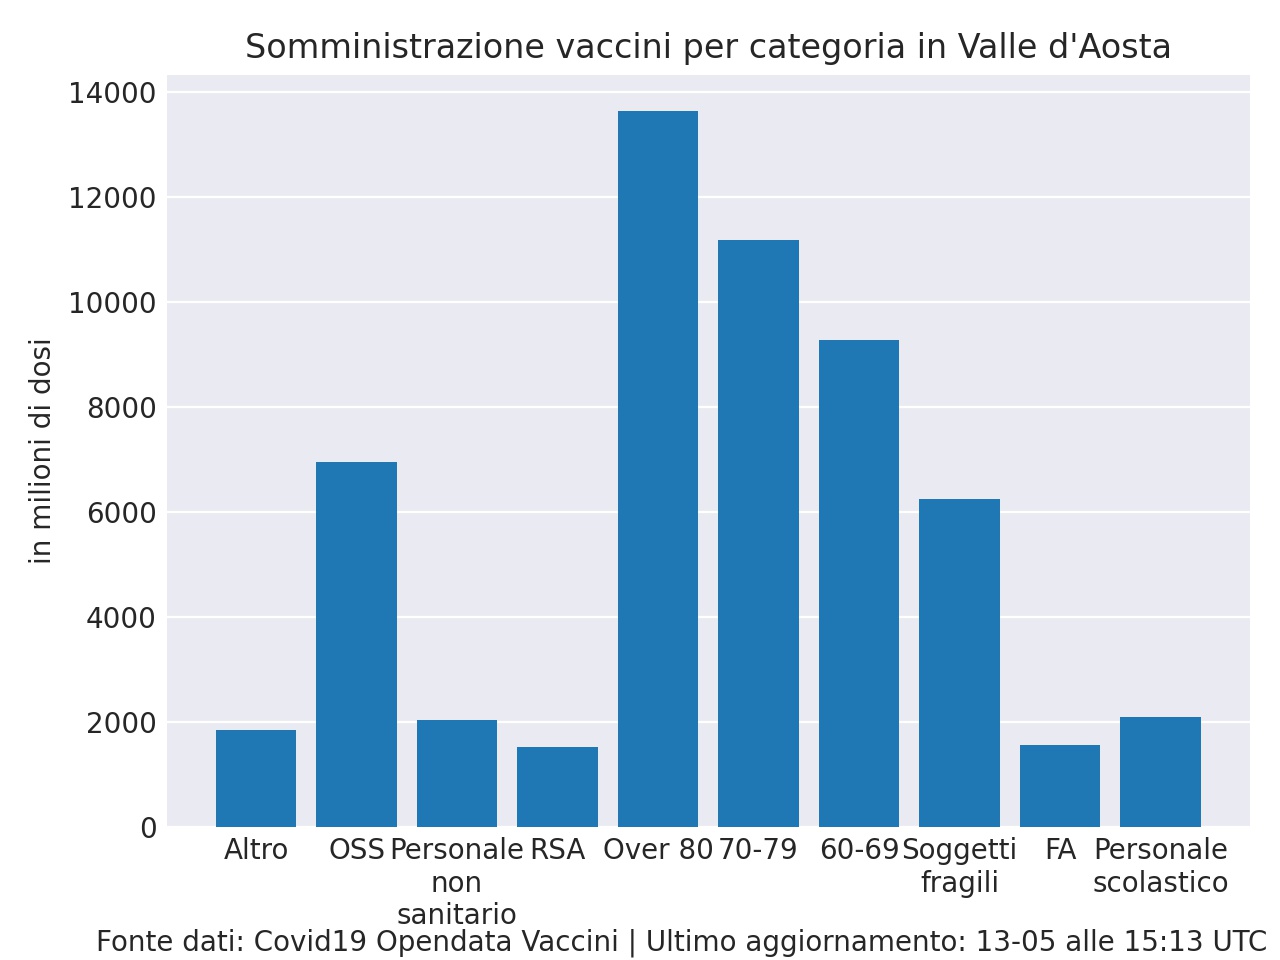 Somministrazione vaccini per categoria in Valle d'Aosta
14000
12000
10000
8000
6000
4000
2000
0
in milioni di dosi
Altro
OSS
Personale
non
sanitario
RSA
Over 80
70-79
60-69
Soggetti
fragili
FA
Personale
scolastico
Fonte dati: Covid19 Opendata Vaccini | Ultimo aggiornamento: 13-05 alle 15:13 UTC